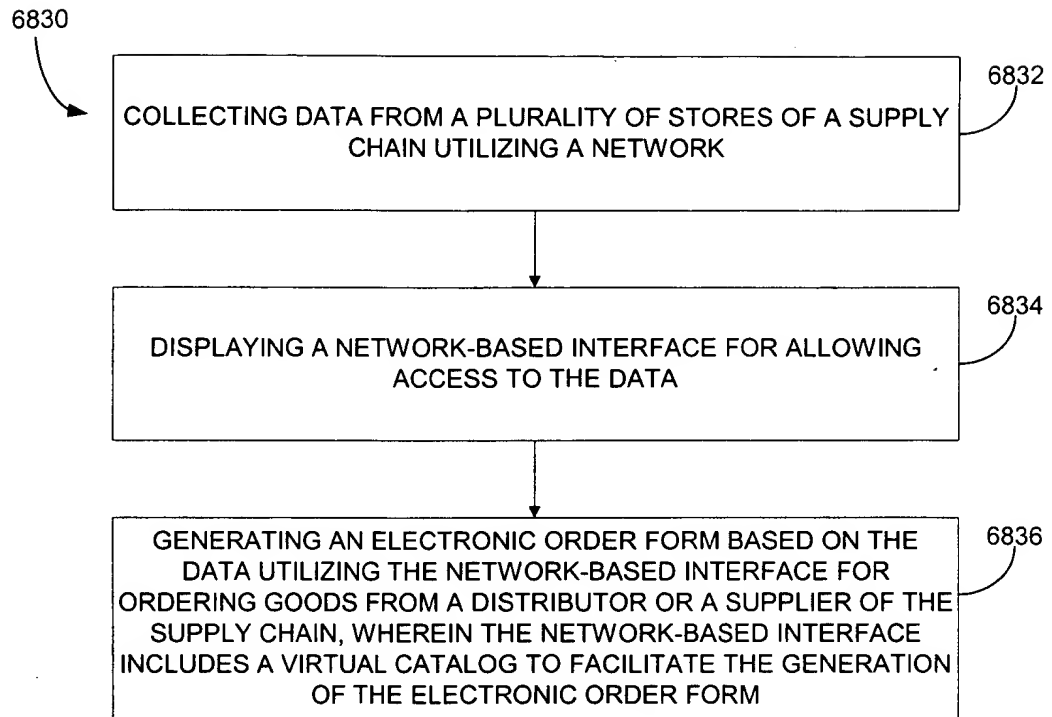 6830
6832
COLLECTING DATA FROM A PLURALITY OF STORES OF A SUPPLY
CHAIN UTILIZING A NETWORK
6834
DISPLAYING A NETWORK-BASED INTERFACE FOR ALLOWING
ACCESS TO THE DATA
6836
GENERATING AN ELECTRONIC ORDER FORM BASED ON THE
DATA UTILIZING THE NETWORK-BASED INTERFACE FOR
ORDERING GOODS FROM A DISTRIBUTOR OR A SUPPLIER OF THE
SUPPLY CHAIN, WHEREIN THE NETWORK-BASED INTERFACE
INCLUDES A VIRTUAL CATALOG TO FACILITATE THE GENERATION
OF THE ELECTRONIC ORDER FORM